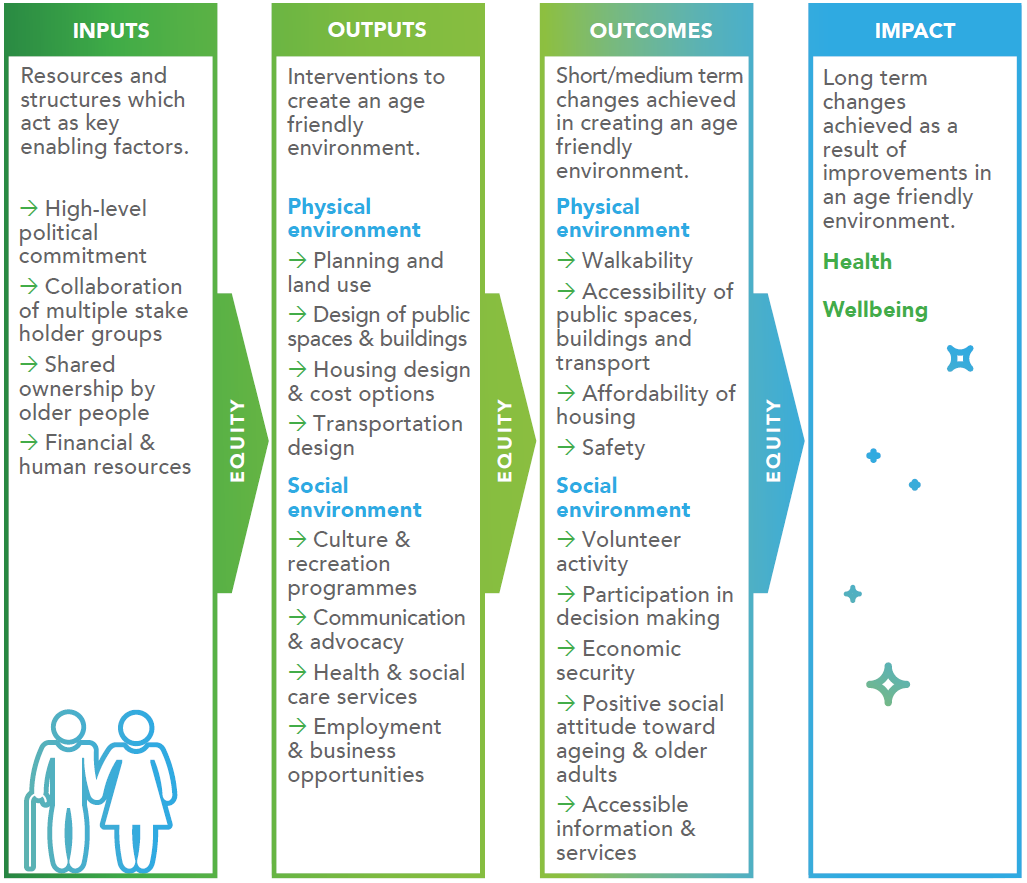 INPUTS
Resources and
structures which
act as key
enabling factors.
→ High-level
political
commitment
→ Collaboration
of multiple stake
holder groups
→ Shared
ownership by
older people
→ Financial &
human resources
EQUITY
OUTPUTS
Interventions to
create an age
friendly
environment.
Physical
environment
→ Planning and
land use
→ Design of public
spaces & buildings
→ Housing design
& cost options
→ Transportation
design
Social
environment
→ Culture &
recreation
programmes
→ Communication
& advocacy
→ Health & social
care services
→ Employment
& business
opportunities
EQUITY
OUTCOMES
Short/medium term
changes achieved
in creating an age
friendly
environment.
Physical
environment
→ Walkability
→ Accessibility of
public spaces,
buildings and
transport
→ Affordability of
housing
→ Safety
Social
environment
→ Volunteer
activity
→ Participation in
decision making
→ Economic
security
→ Positive social
attitude toward
ageing & older
adults
→ Accessible
information &
services
EQUITY
IMPACT
Long term
changes
achieved as a
result of
improvements in
an age friendly
environment.
Health
Wellbeing